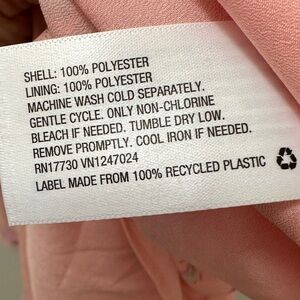 SHELL: 100% POLYESTER
LINING: 100% POLYESTER
MACHINE WASH COLD SEPARATELY.
GENTLE CYCLE. ONLY NON-CHLORINE
BLEACH IF NEEDED. TUMBLE DRY LOW.
REMOVE PROMPTLY. COOL IRON IF NEEDED.
RN17730 VN1247024
LABEL MADE FROM 100% RECYCLED PLASTIC